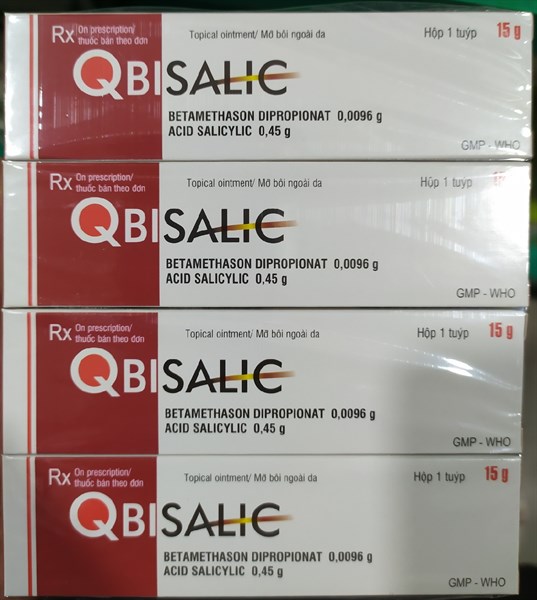 Rx On prescription/ thuốc bán theo đơn
Topical ointment/ Mỡ bôi ngoài da
Hộp 1 tuýp 15 g
QBISALIC
BETAMETHASON DIPROPIONAT 0,0096 g
ACID SALICYLIC 0,45 g
GMP - WHO
Rx On prescription/ thuốc bán theo đơn
Topical ointment/ Mỡ bôi ngoài da
Hộp 1 tuýp
QBISALIC
BETAMETHASON DIPROPIONAT 0,0096 g
ACID SALICYLIC 0,45 g
GMP - WHO
Rx On prescription/ thuốc bán theo đơn
Topical ointment/ Mỡ bôi ngoài da
Hộp 1 tuýp 15 g
QBISALIC
BETAMETHASON DIPROPIONAT 0,0096 g
ACID SALICYLIC 0,45 g
GMP - WHO
Rx On prescription/ thuốc bán theo đơn
Topical ointment/ Mỡ bôi ngoài da
Hộp 1 tuýp 15 g
QBISALIC
BETAMETHASON DIPROPIONAT 0,0096 g
ACID SALICYLIC 0,45 g
GMP - WHO